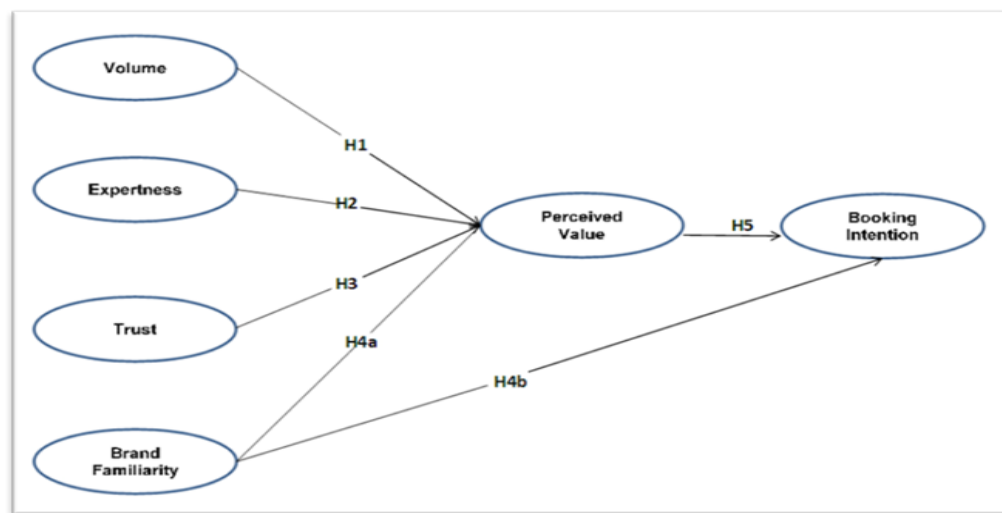 Volume
H1
Expertness
H2
Perceived
Value
H5
Booking
Intention
Trust
H3
H4a
H4b
Brand
Familiarity